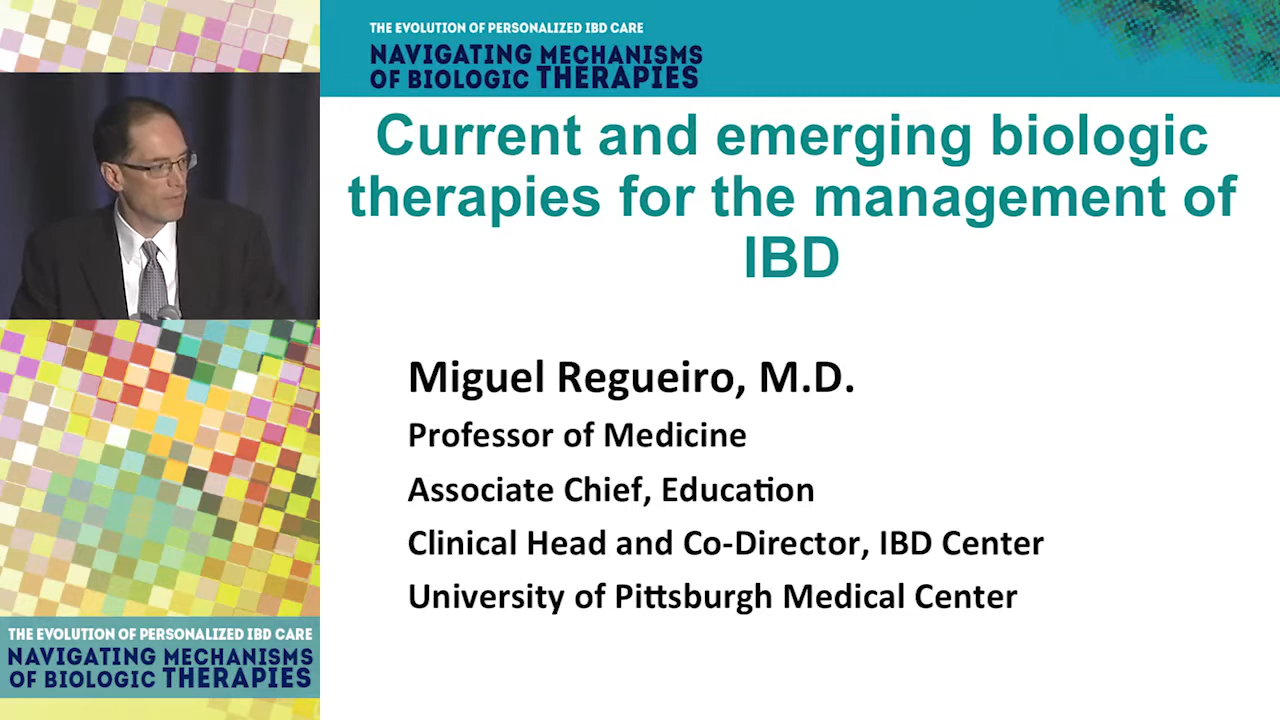 THE EVOLUTION OF PERSONALIZED IBD CARE
NAVIGATING MECHANISMS
OF BIOLOGIC THERAPIES
Current and emerging biologic
therapies for the management of
IBD
Miguel Regueiro, M.D.
Professor of Medicine
Associate Chief, Education
Clinical Head and Co-Director, IBD Center
University of Pittsburgh Medical Center
THE EVOLUTION OF PERSONALIZED IBD CARE
NAVIGATING MECHANISMS
OF BIOLOGIC THERAPIES